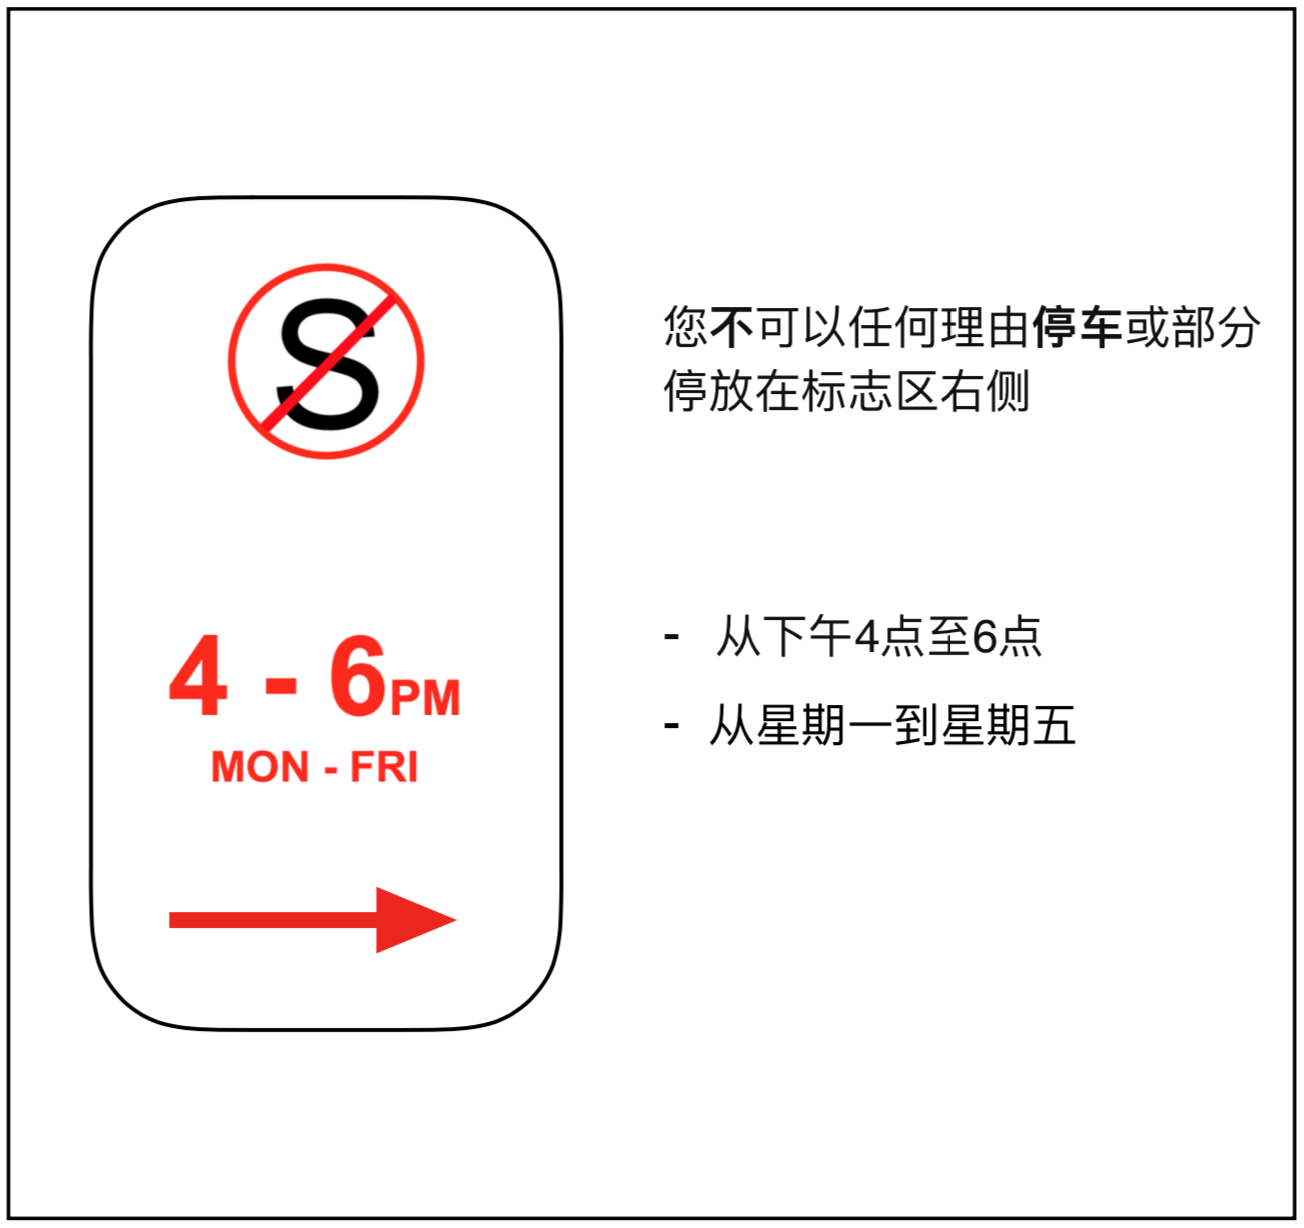 S
4 - 6PM
MON - FRI
您不可以任何理由停车或部分
停放在标志区右侧
- 从下午4点至6点
- 从星期一到星期五